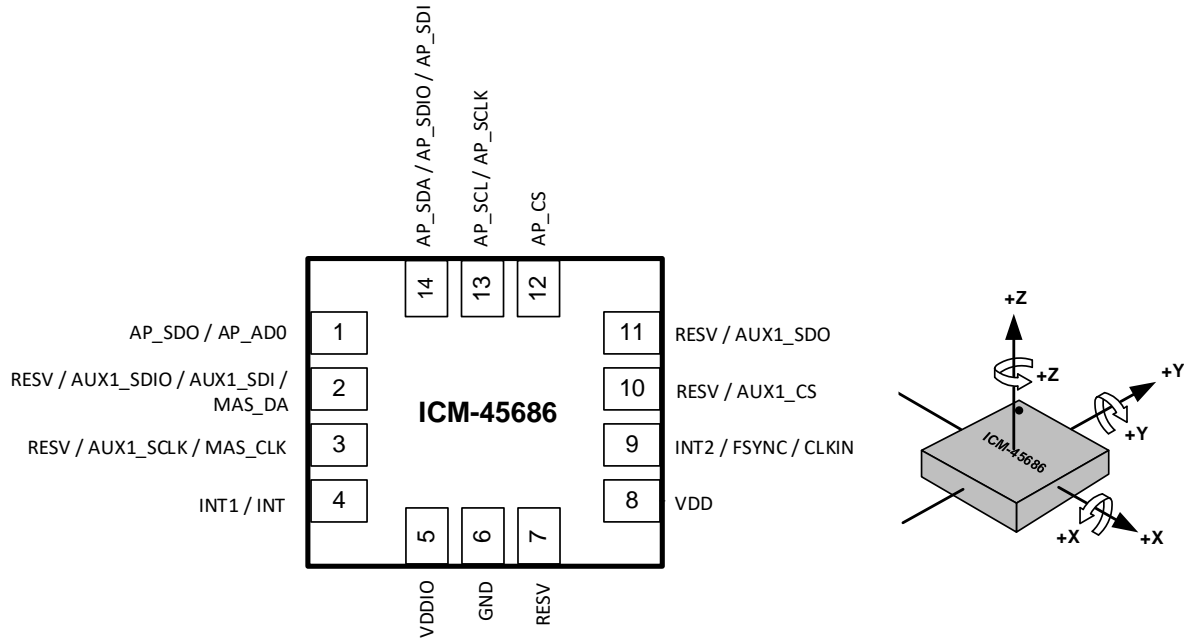 AP_SDA / AP_SDIO / AP_SDI
AP_SCL / AP_SCLK
AP_CS
14
13
12
AP_SDO / AP_AD0
1
RESV / AUX1_SDIO / AUX1_SDI /
MAS_DA
2
RESV / AUX1_SCLK / MAS_CLK
3
INT1 / INT
4
ICM-45686
11
RESV / AUX1_SDO
10
RESV / AUX1_CS
9
INT2 / FSYNC / CLKIN
8
VDD
5
6
7
VDDIO
GND
RESV
+Z
+Z
+Y
+Y
ICM-45686
+X
+X